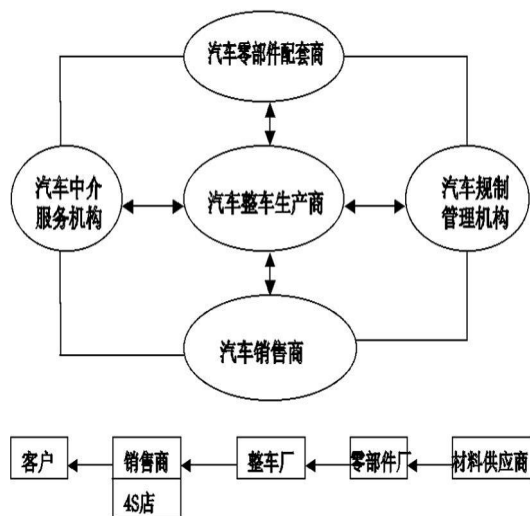 汽车零部件配套商
汽车中介
服务机构
汽车整车生产商
汽车规制
管理机构
汽车销售商
客户
销售商
整车厂
零部件厂
材料供应商
4S店